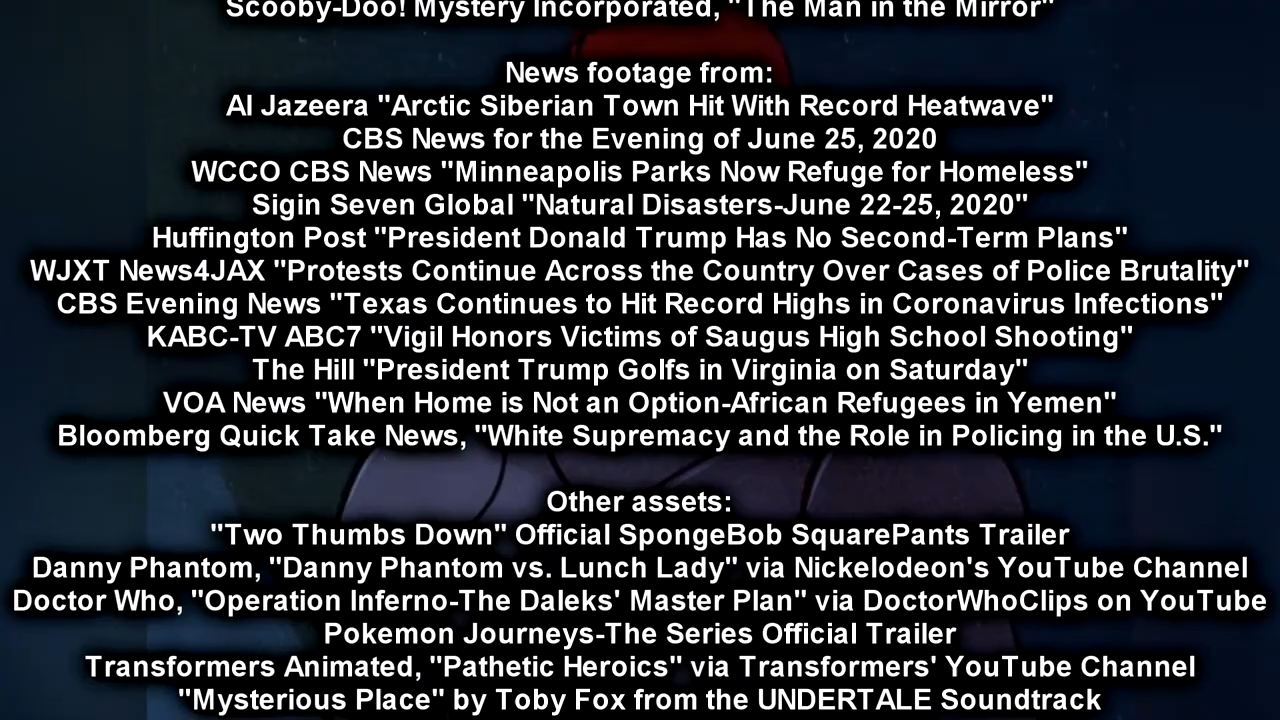 Scooby-Doo! Mystery Incorporated, "The Man in the Mirror"
News footage from:
Al Jazeera "Arctic Siberian Town Hit With Record Heatwave"
CBS News for the Evening of June 25, 2020
WCCO CBS News "Minneapolis Parks Now Refuge for Homeless"
Sigin Seven Global "Natural Disasters-June 22-25, 2020"
Huffington Post "President Donald Trump Has No Second-Term Plans"
WJXT News4JAX "Protests Continue Across the Country Over Cases of Police Brutality"
CBS Evening News "Texas Continues to Hit Record Highs in Coronavirus Infections"
KABC-TV ABC7 "Vigil Honors Victims of Saugus High School Shooting"
The Hill "President Trump Golfs in Virginia on Saturday"
VOA News "When Home is Not an Option-African Refugees in Yemen"
Bloomberg Quick Take News, "White Supremacy and the Role in Policing in the U.S."
Other assets:
"Two Thumbs Down" Official SpongeBob SquarePants Trailer
Danny Phantom, "Danny Phantom vs. Lunch Lady" via Nickelodeon's YouTube Channel
Doctor Who, "Operation Inferno-The Daleks' Master Plan" via DoctorWhoClips on YouTube
Pokemon Journeys-The Series Official Trailer
Transformers Animated, "Pathetic Heroics" via Transformers' YouTube Channel
"Mysterious Place" by Toby Fox from the UNDERTALE Soundtrack